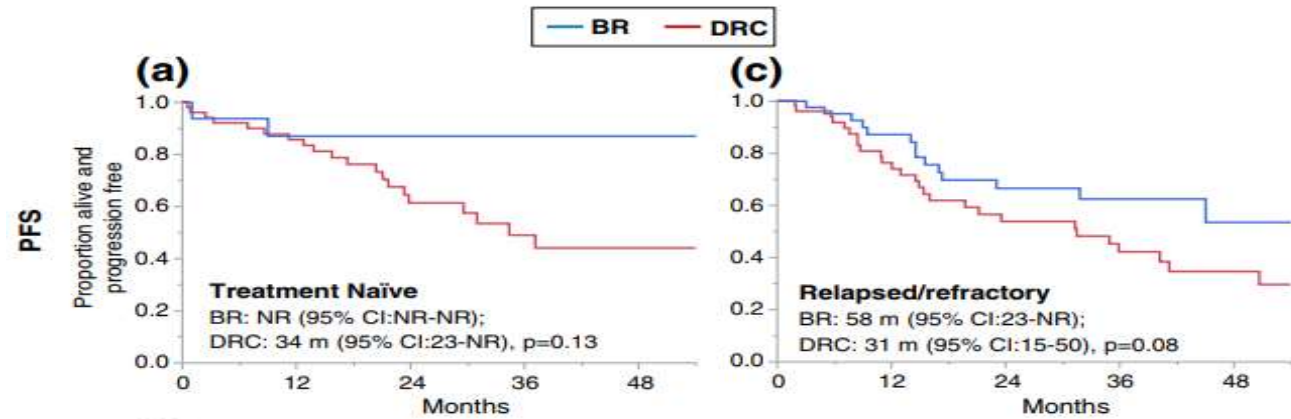 BR DRC
(a)
(c)
PFS
Proportion alive and
progression free
1.0
0.8
0.6
0.4
0.2
0.0
Treatment Naïve
BR: NR (95% CI:NR-NR);
DRC: 34 m (95% CI:23-NR), p=0.13
0 12 24 36 48
Months
1.0
0.8
0.6
0.4
0.2
0.0
Relapsed/refractory
BR: 58 m (95% CI:23-NR);
DRC: 31 m (95% CI:15-50), p=0.08
0 12 24 36 48
Months